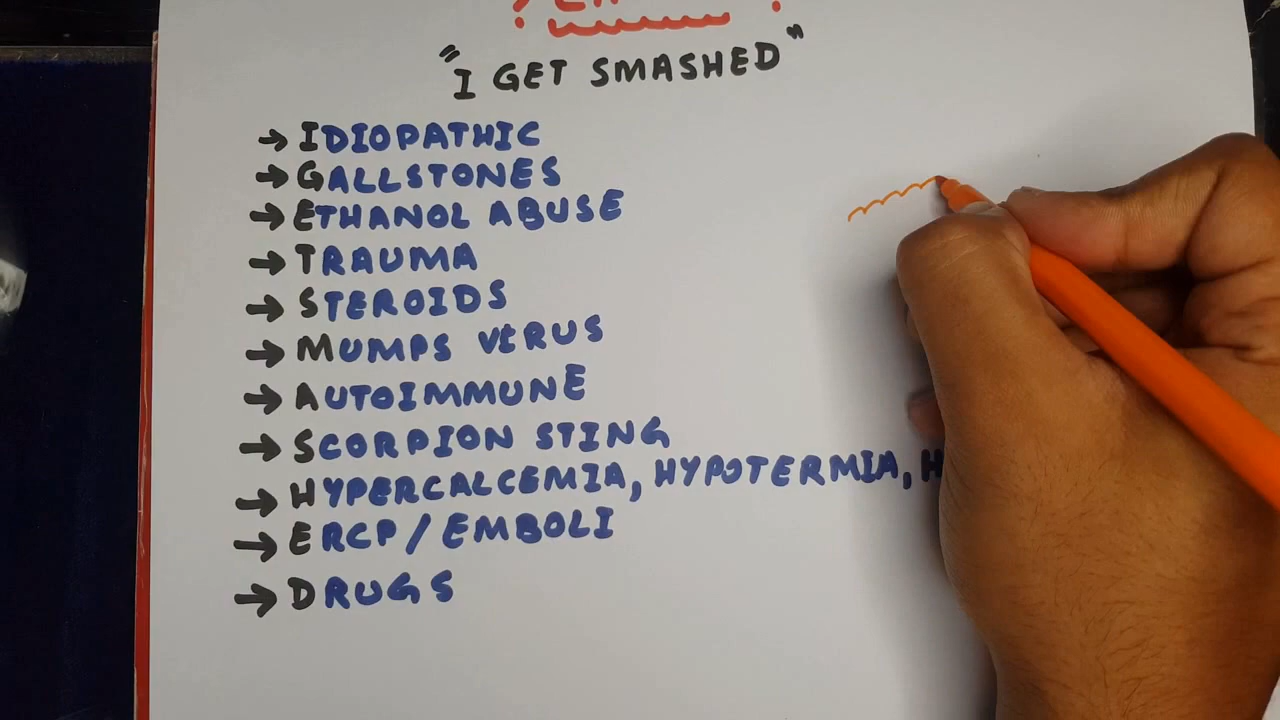 "I GET SMASHED"
→ IDIOPATHIC
→ GALLSTONES
→ ETHANOL ABUSE
→ TRAUMA
→ STEROIDS
→ MUMPS VIRUS
→ AUTOIMMUNE
→ SCORPION STING
→ HYPERCALCEMIA, HYPOTERMIA, H
→ ERCP / EMBOLI
→ DRUGS